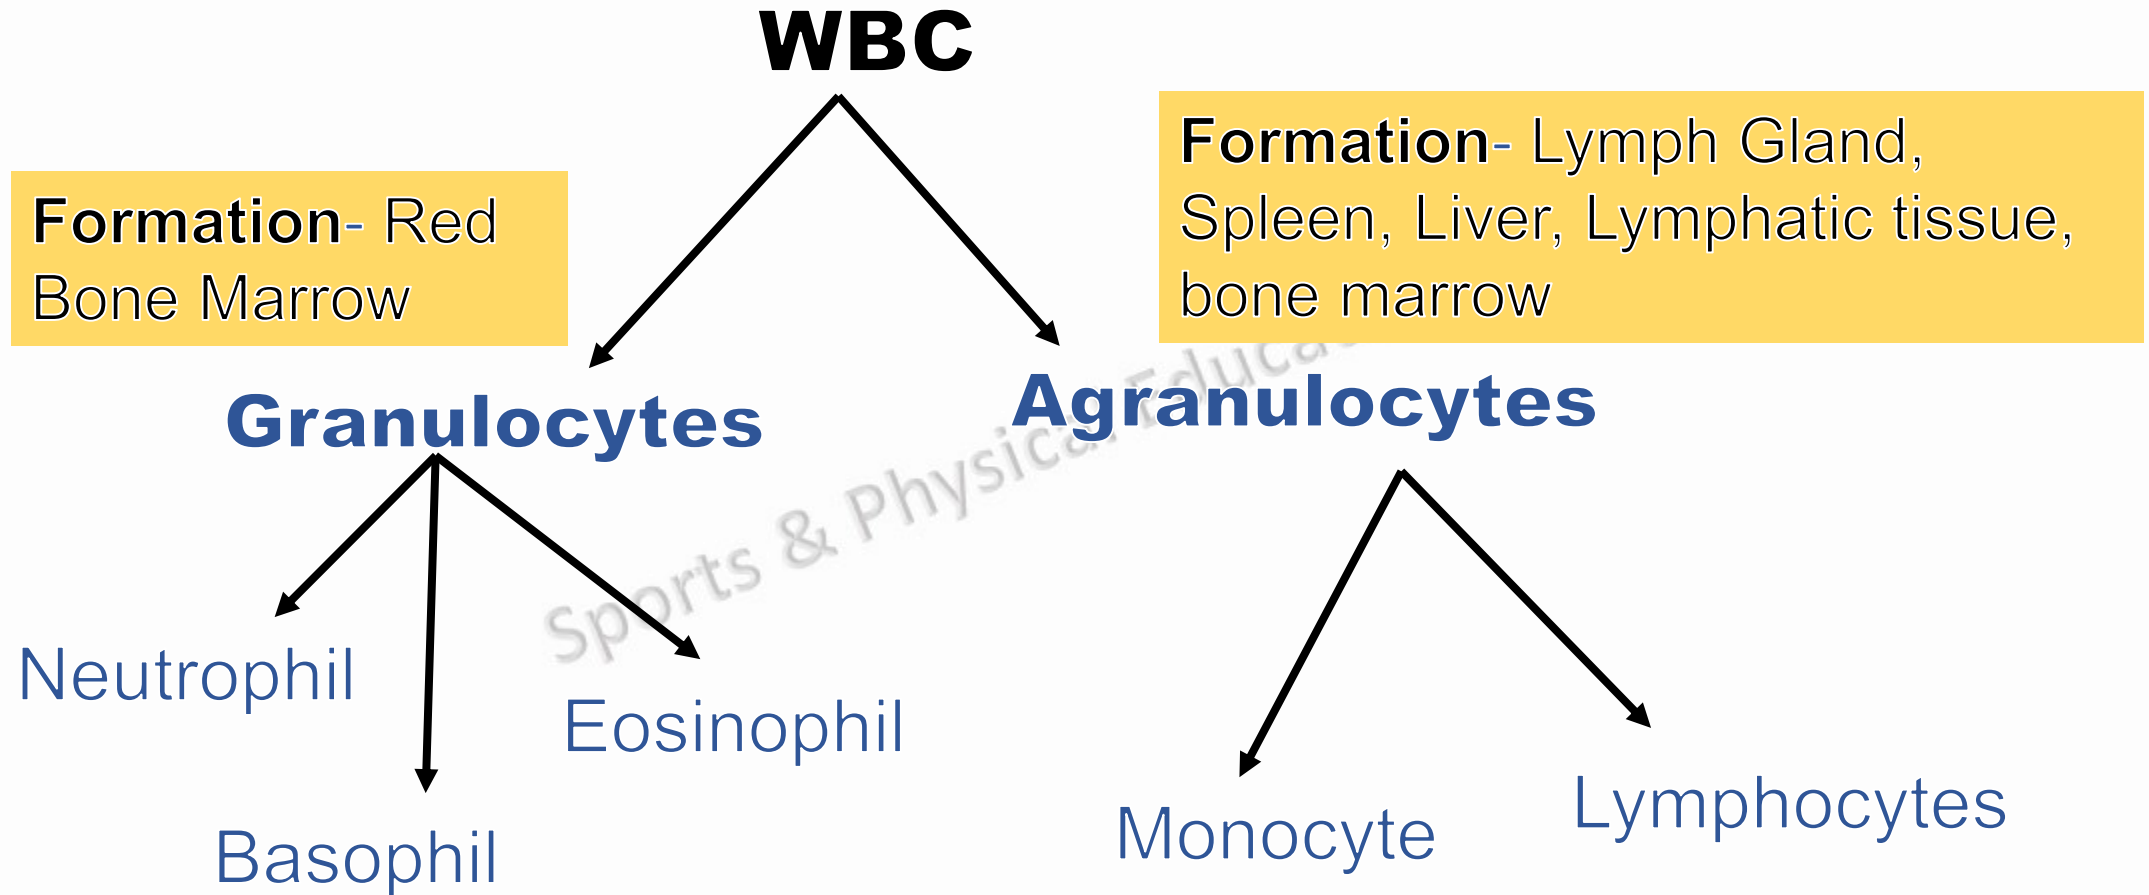 WBC
Formation- Red
Bone Marrow
Formation- Lymph Gland,
Spleen, Liver, Lymphatic tissue,
bone marrow
Granulocytes
Agranulocytes
Sports & Physical
Neutrophil
Eosinophil
Basophil
Monocyte
Lymphocytes